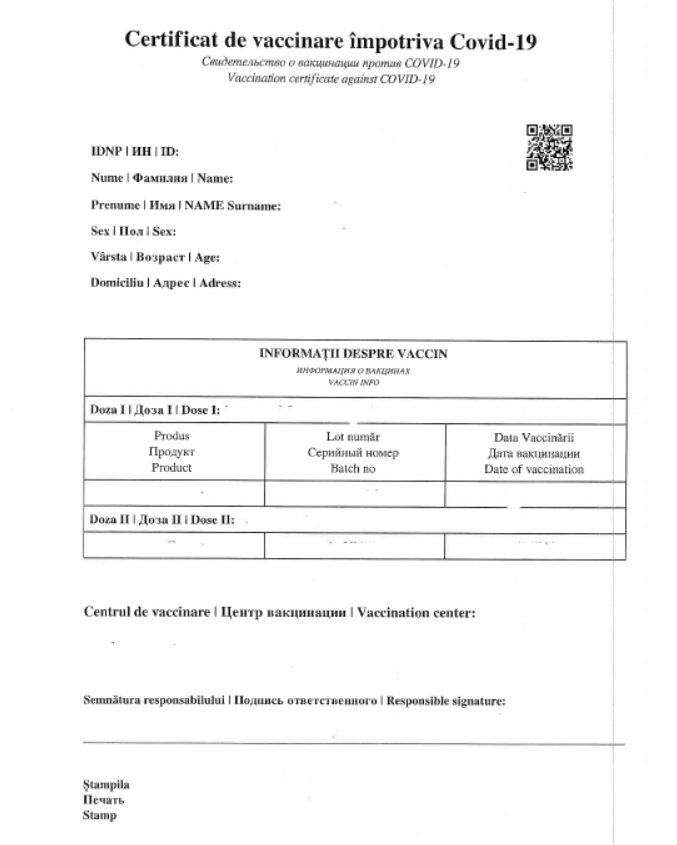 Certificat de vaccinare împotriva Covid-19
Свидетельство о вакцинации против COVID-19
Vaccination certificate against COVID-19
IDNP | ИН | ID:
Nume | Фамилия | Name:
Prenume | Имя | NAME Surname:
Sex | Пол | Sex:
Vârsta | Возраст | Age:
Domiciliu | Адрес | Adress:
INFORMAȚII DESPRE VACCIN
ИНФОРМАЦИЯ О ВАКЦИНАХ
VACCIN INFO
Doza I | Доза I | Dose I:
Produs Lot număr Data Vaccinării
Продукт Серийный номер Дата вакцинации
Product Batch no Date of vaccination
Doza II | Доза II | Dose II:
Centrul de vaccinare | Центр вакцинации | Vaccination center:
Semnătura responsabilului | Подпись ответственного | Responsible signature:
Ștampila
Печать
Stamp